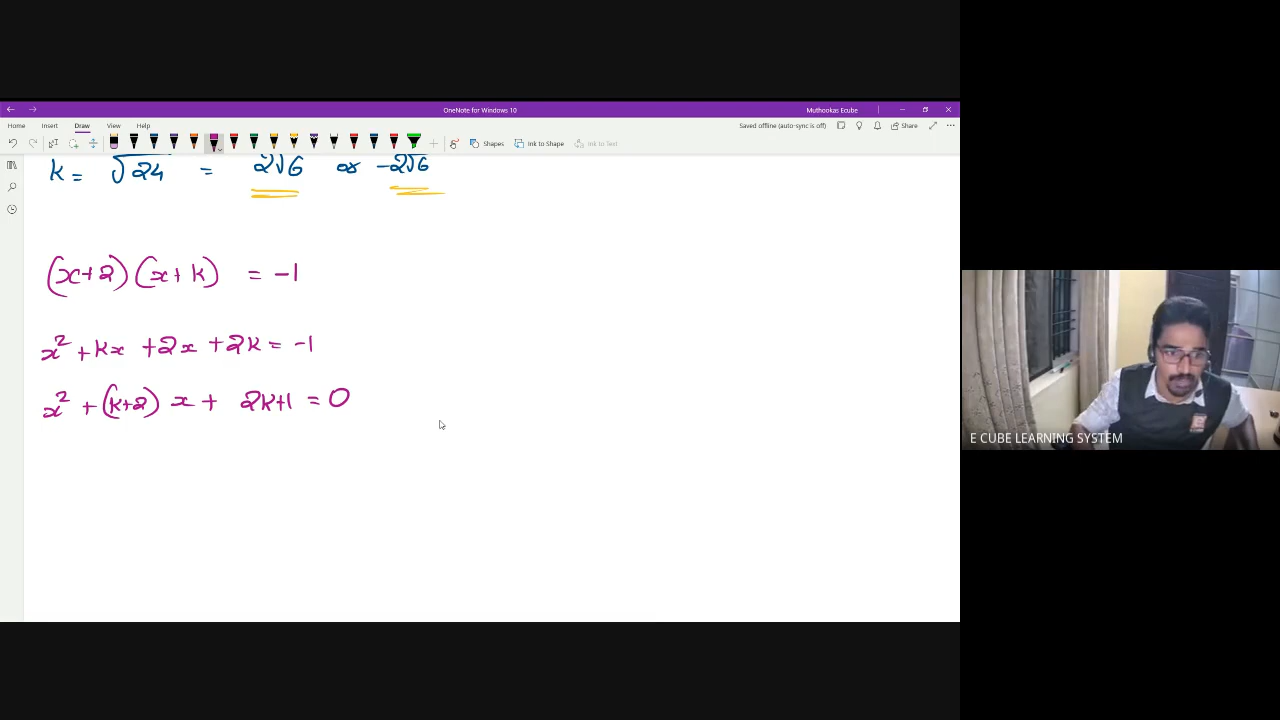 OneNote for Windows 10
Muthookas Ecube
Home Insert Draw View Help
Saved offline (auto-sync is off)
Share
Shapes
Ink to Shape
Ink to Text
k = √24 = 2√6 or -2√6
(x+2)(x+k) = -1
x² + kx + 2x + 2k = -1
x² + (k+2) x + 2k+1 = 0
E CUBE LEARNING SYSTEM